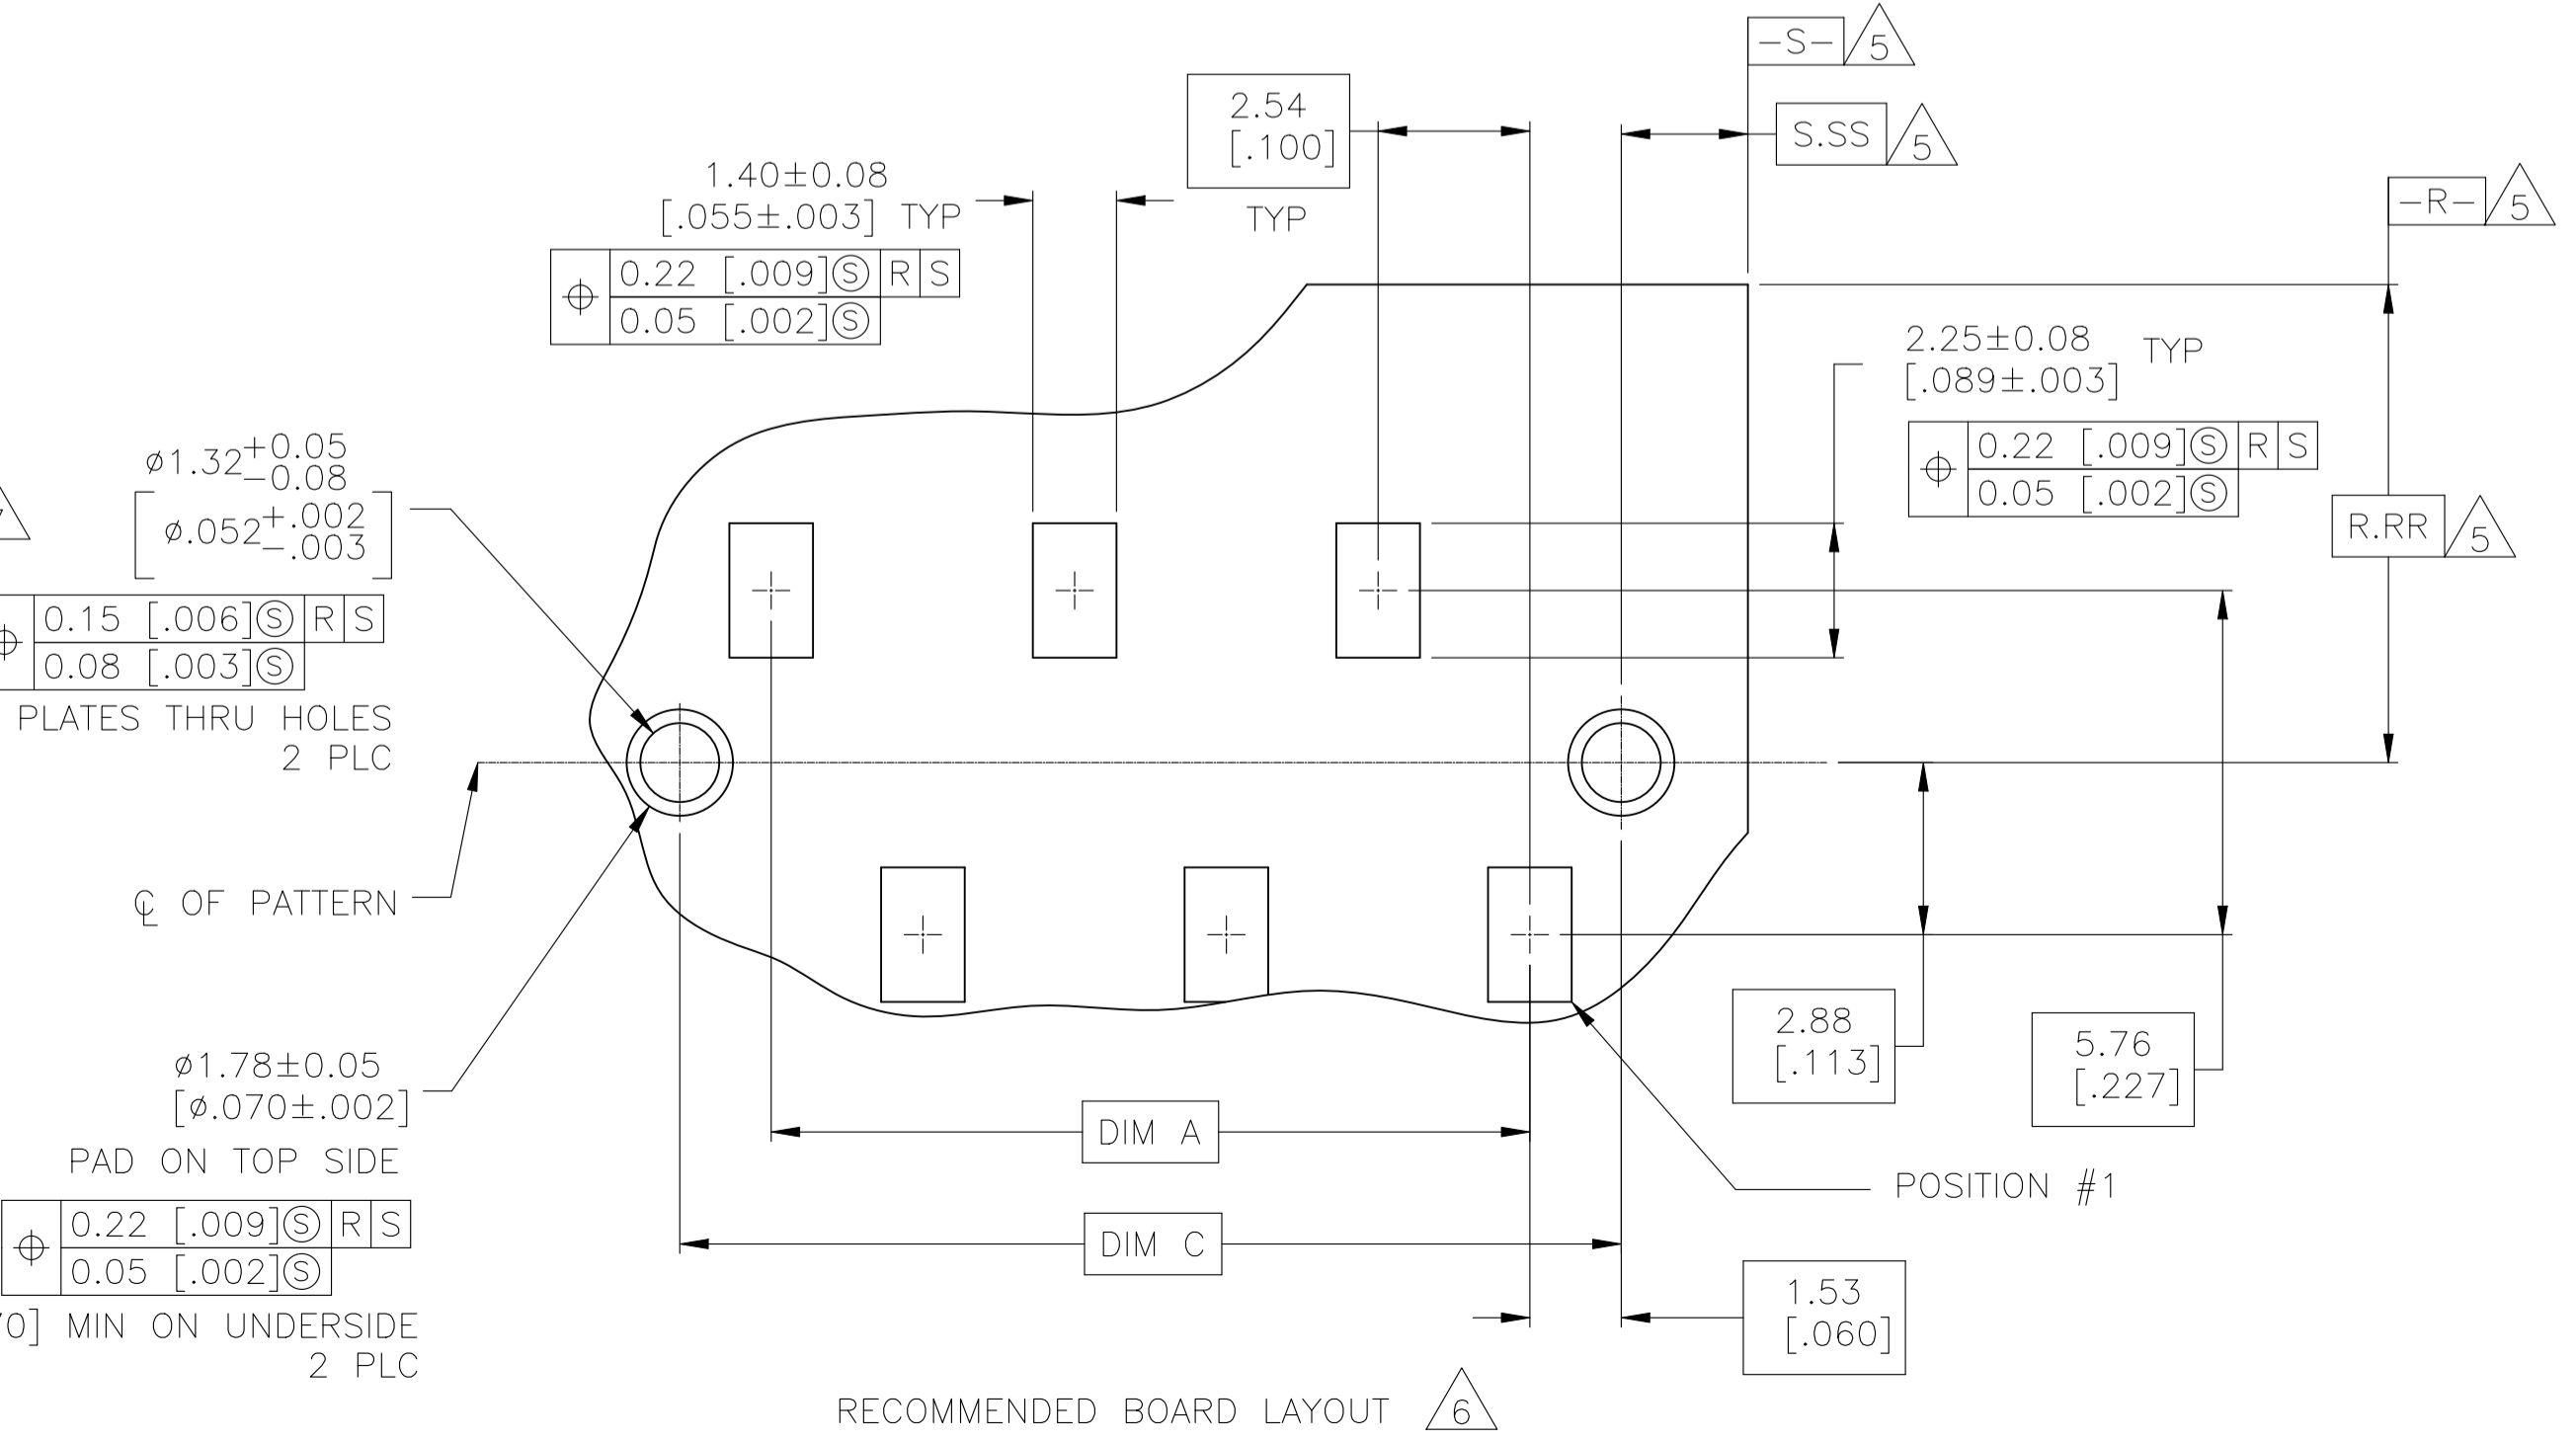 -S- 5
2.54
[.100]
TYP
S.SS 5
1.40±0.08
[.055±.003] TYP
⌖ 0.22 [.009]Ⓢ R S
0.05 [.002]Ⓢ
-R- 5
2.25±0.08 TYP
[.089±.003]
⌖ 0.22 [.009]Ⓢ R S
0.05 [.002]Ⓢ
R.RR 5
ø1.32+0.05
-0.08
[ø.052+.002
-.003]
⌖ 0.15 [.006]Ⓢ R S
0.08 [.003]Ⓢ
PLATES THRU HOLES
2 PLC
℄ OF PATTERN
ø1.78±0.05
[ø.070±.002]
PAD ON TOP SIDE
⌖ 0.22 [.009]Ⓢ R S
0.05 [.002]Ⓢ
0] MIN ON UNDERSIDE
2 PLC
2.88
[.113]
5.76
[.227]
DIM A
POSITION #1
DIM C
1.53
[.060]
RECOMMENDED BOARD LAYOUT 6